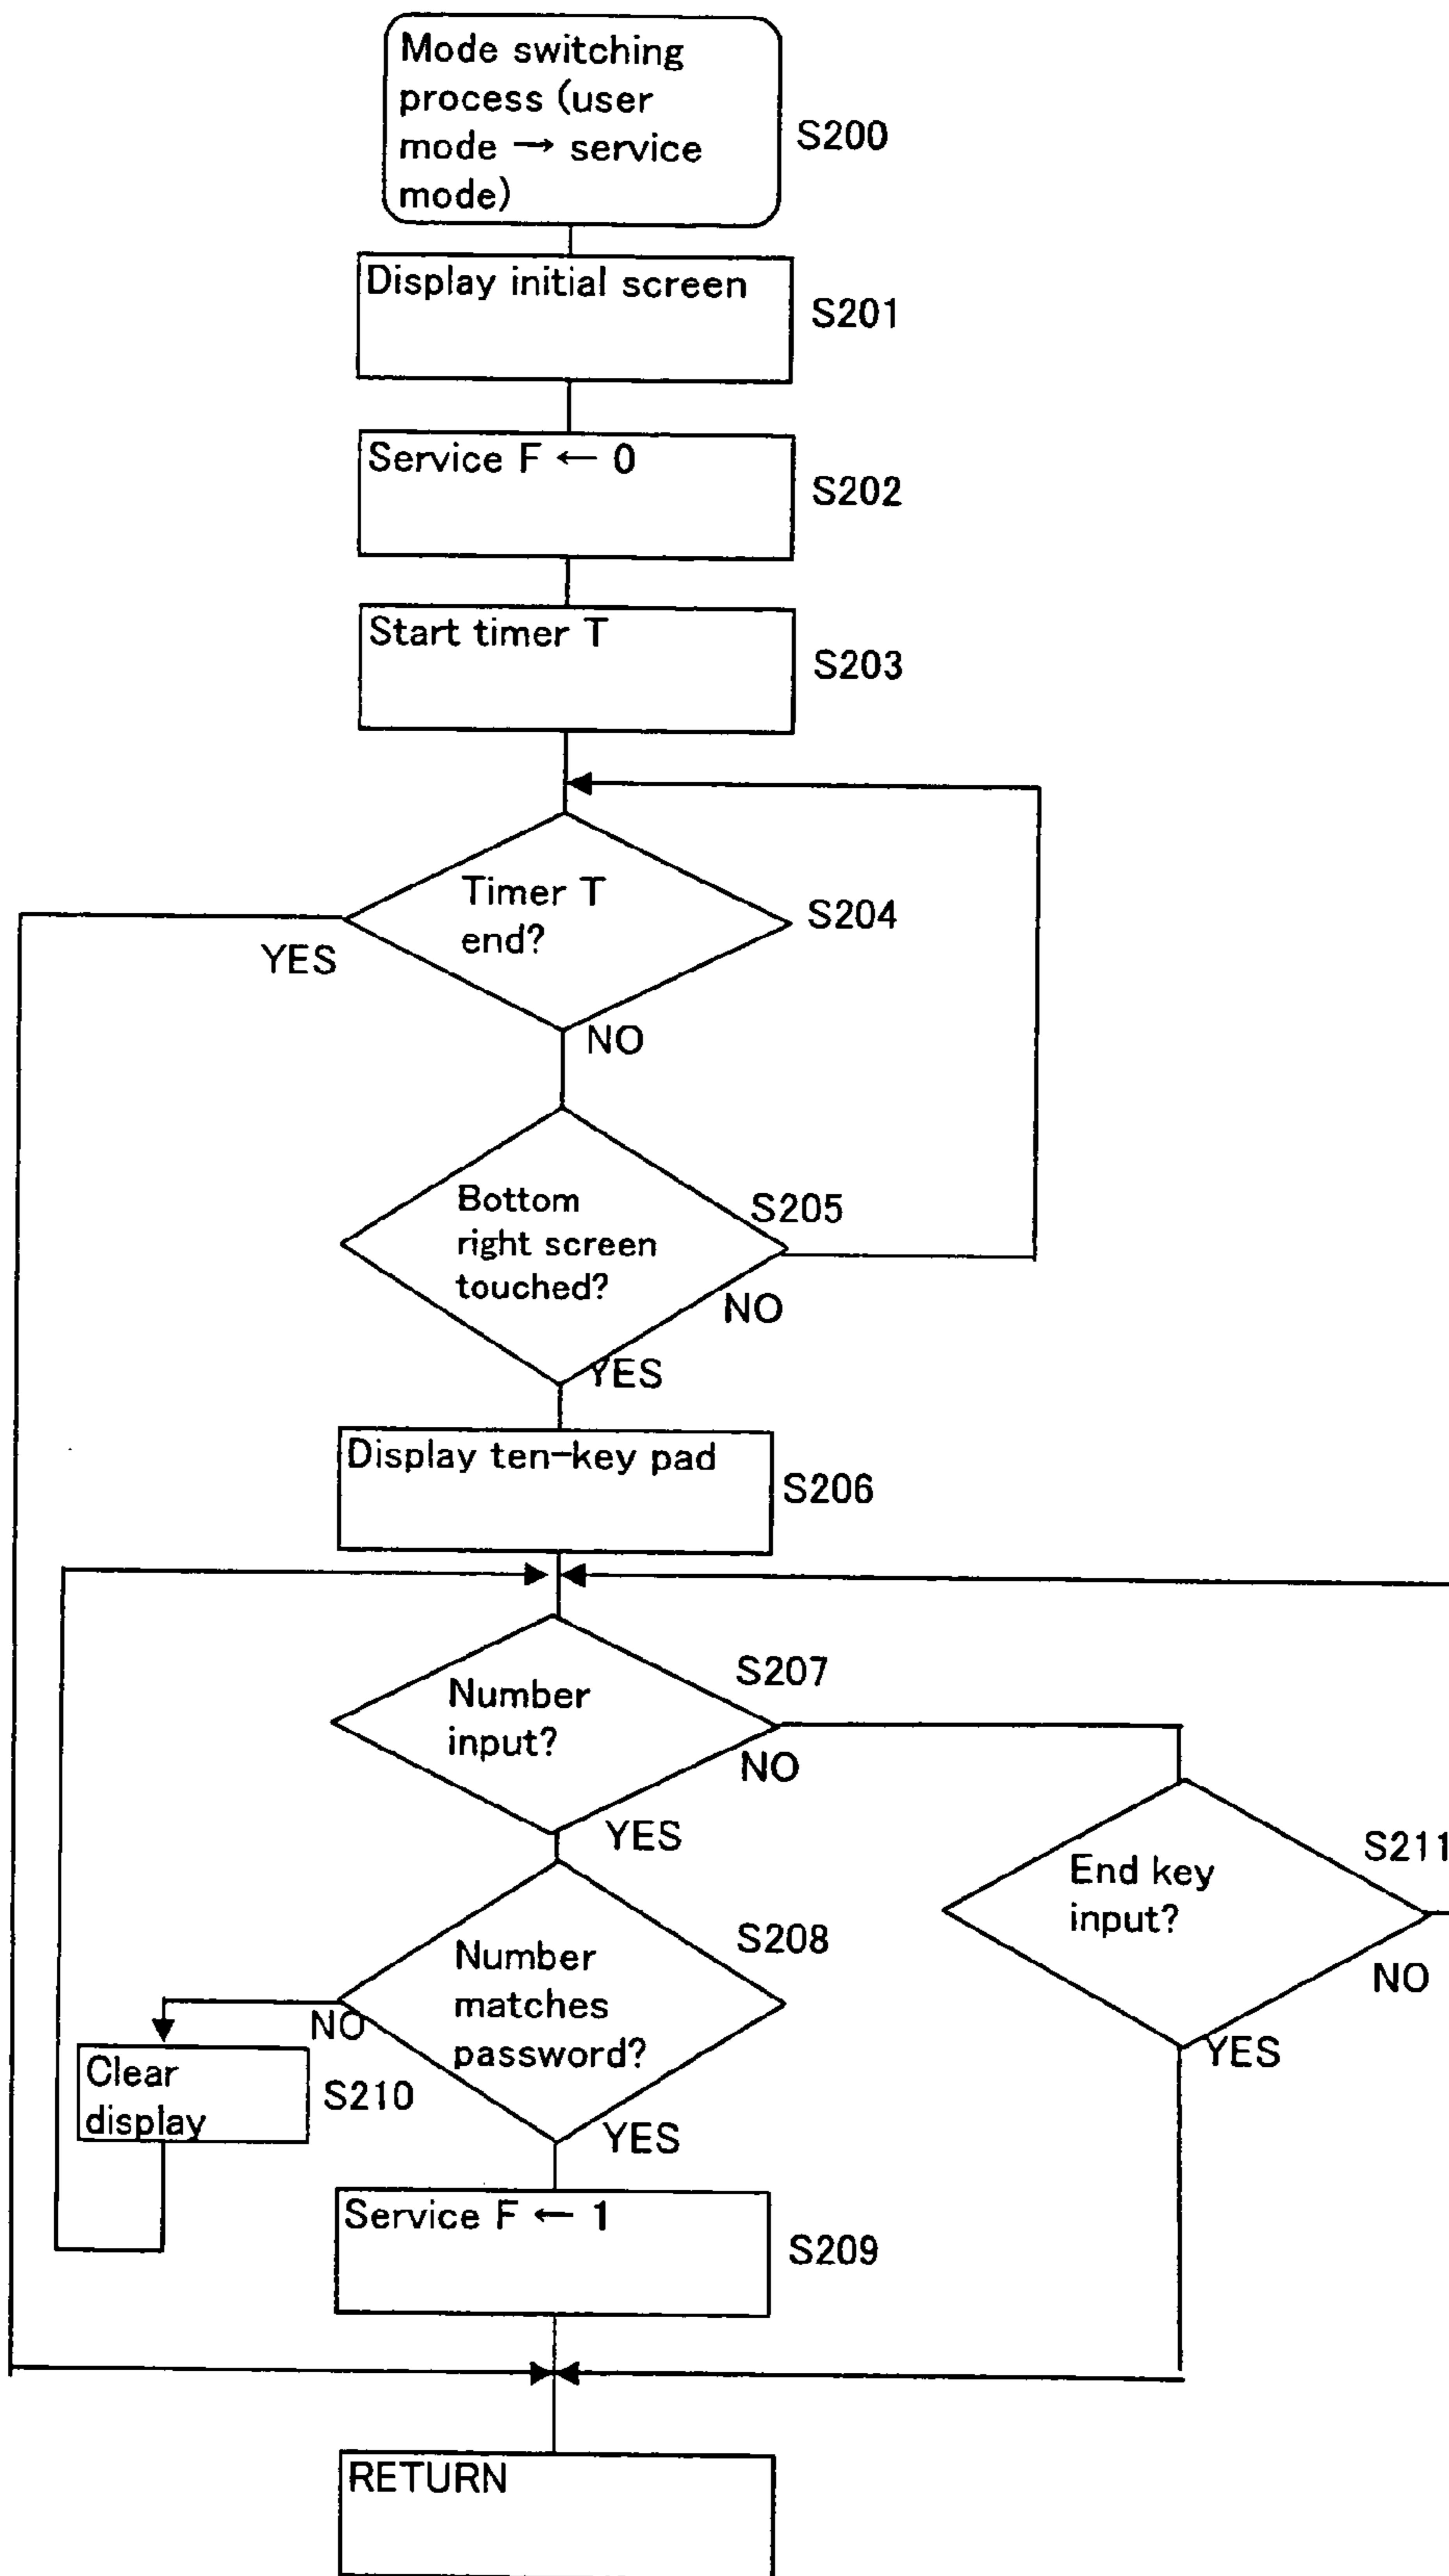 Mode switching
process (user
mode → service
mode)
S200
Display initial screen
S201
Service F ← 0
S202
Start timer T
S203
Timer T
end?
S204
YES
NO
Bottom
right screen
touched?
S205
NO
YES
Display ten-key pad
S206
Number
input?
S207
NO
YES
End key
input?
S211
NO
YES
Number
matches
password?
S208
NO
YES
Clear
display
S210
Service F ← 1
S209
RETURN